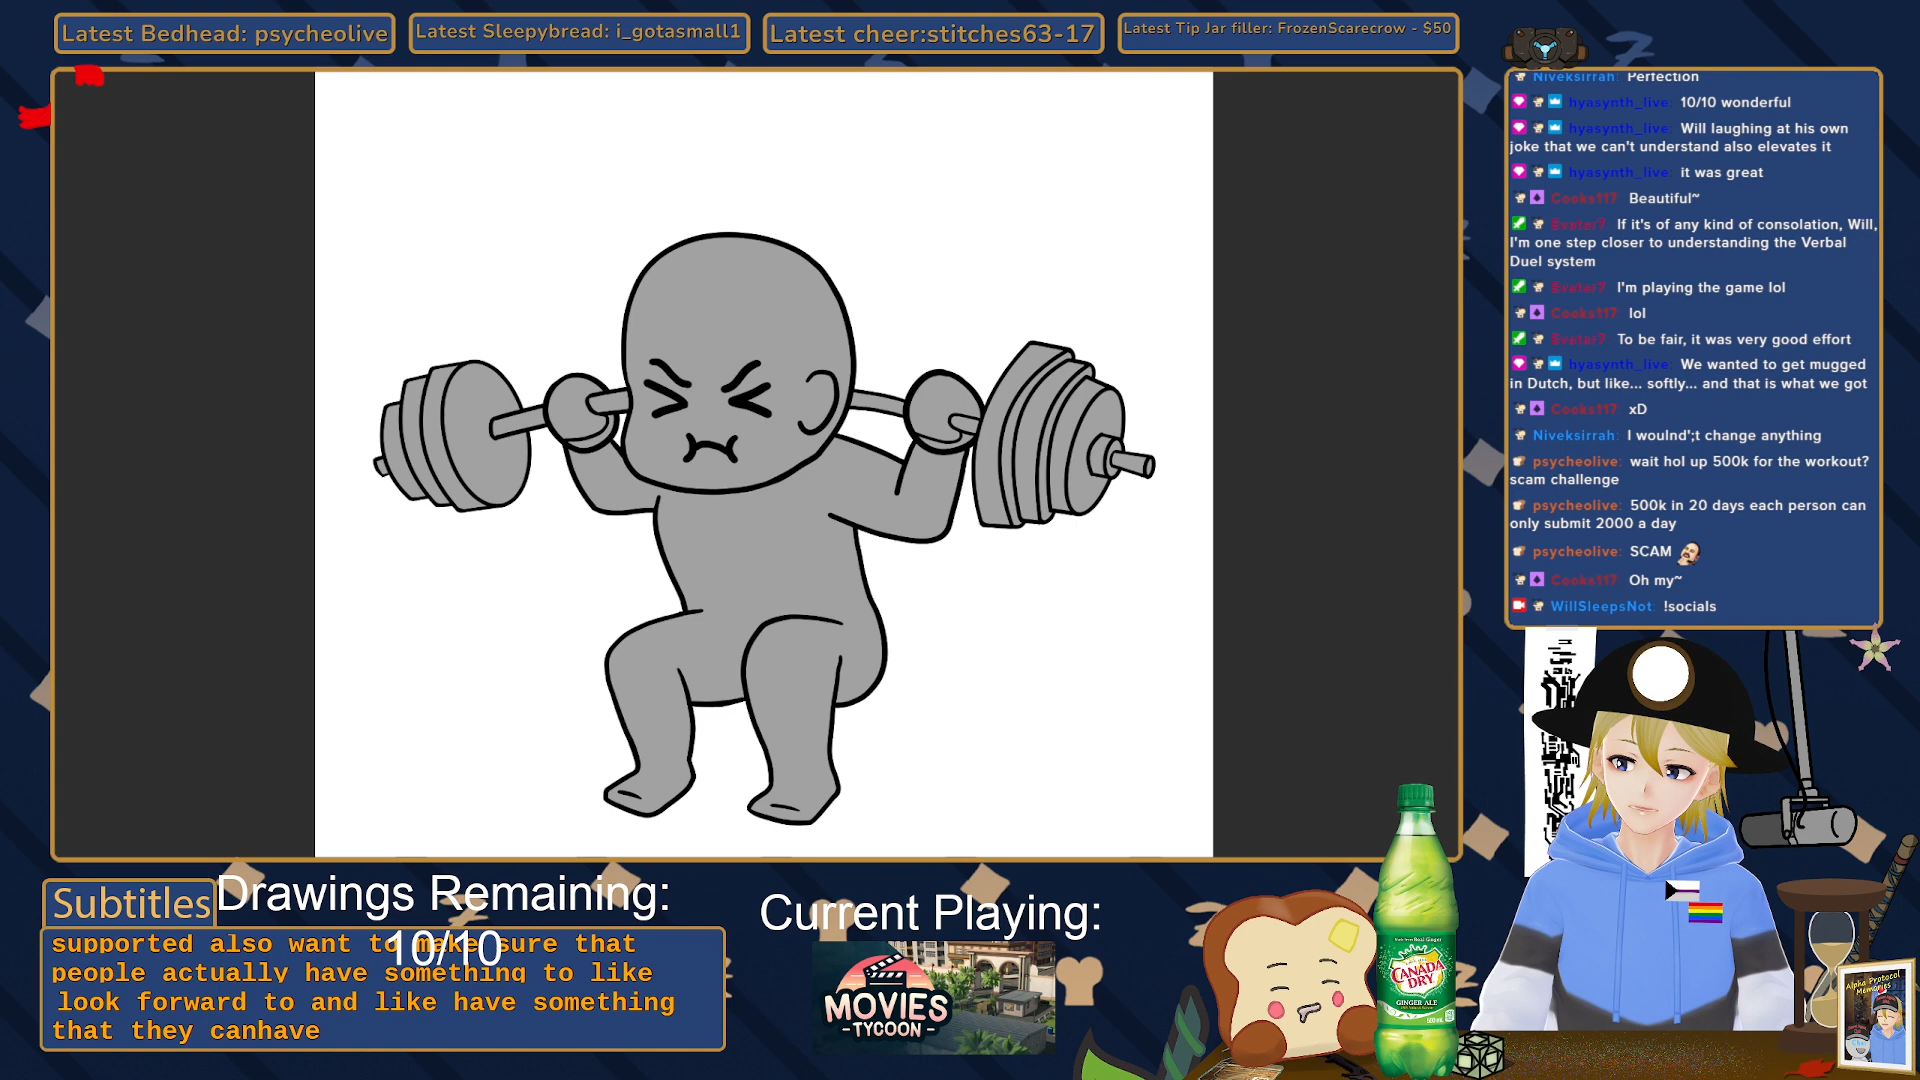 Latest Bedhead: psycheolive
Latest Sleepybread: i_gotasmall1
Latest cheer:stitches63-17
Latest Tip Jar filler: FrozenScarecrow - $50
Niveksirrah: Perfection
hyasynth_live: 10/10 wonderful
hyasynth_live: Will laughing at his own
joke that we can't understand also elevates it
hyasynth_live: it was great
Cooks117: Beautiful~
Evatar7: If it's of any kind of consolation, Will,
I'm one step closer to understanding the Verbal
Duel system
Evatar7: I'm playing the game lol
Cooks117: lol
Evatar7: To be fair, it was very good effort
hyasynth_live: We wanted to get mugged
in Dutch, but like... softly... and that is what we got
Cooks117: xD
Niveksirrah: I woulnd';t change anything
psycheolive: wait hol up 500k for the workout?
scam challenge
psycheolive: 500k in 20 days each person can
only submit 2000 a day
psycheolive: SCAM
Cooks117: Oh my~
WillSleepsNot: !socials
Subtitles
Drawings Remaining:
10/10
supported also want to make sure that
people actually have something to like
look forward to and like have something
that they canhave
Current Playing:
MOVIES
-TYCOON-
CANADA
DRY
GINGER ALE
Alpha Protocol
Memories